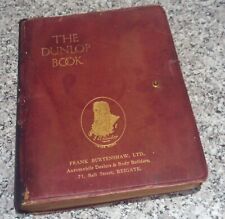 THE
DUNLOP
BOOK
FRANK BURTENSHAW, LTD.
Automobile Dealers & Body Builders,
71, Bell Street, REIGATE.